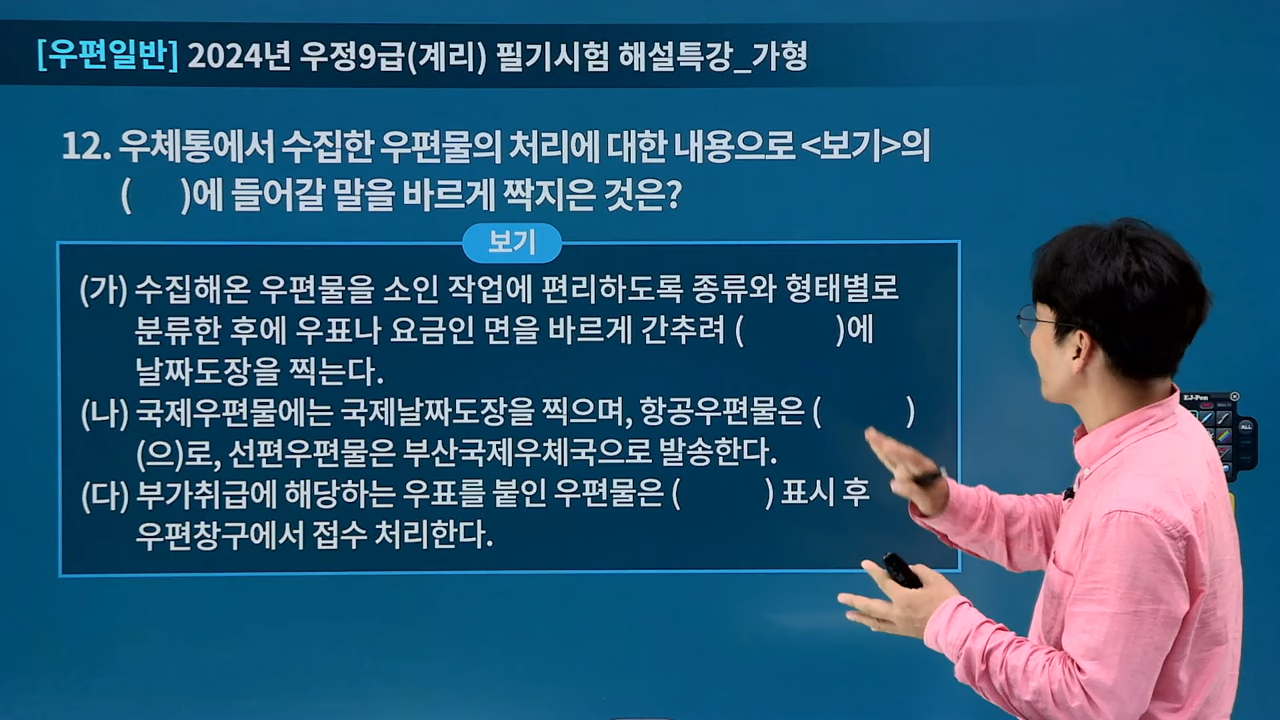 [우편일반] 2024년 우정9급(계리) 필기시험 해설특강_가형
12. 우체통에서 수집한 우편물의 처리에 대한 내용으로 <보기>의
( )에 들어갈 말을 바르게 짝지은 것은?
보기
(가) 수집해온 우편물을 소인 작업에 편리하도록 종류와 형태별로
분류한 후에 우표나 요금인 면을 바르게 간추려 ( )에
날짜도장을 찍는다.
(나) 국제우편물에는 국제날짜도장을 찍으며, 항공우편물은 ( )
(으)로, 선편우편물은 부산국제우체국으로 발송한다.
(다) 부가취급에 해당하는 우표를 붙인 우편물은 ( ) 표시 후
우편창구에서 접수 처리한다.
EJ-Pen
ALL